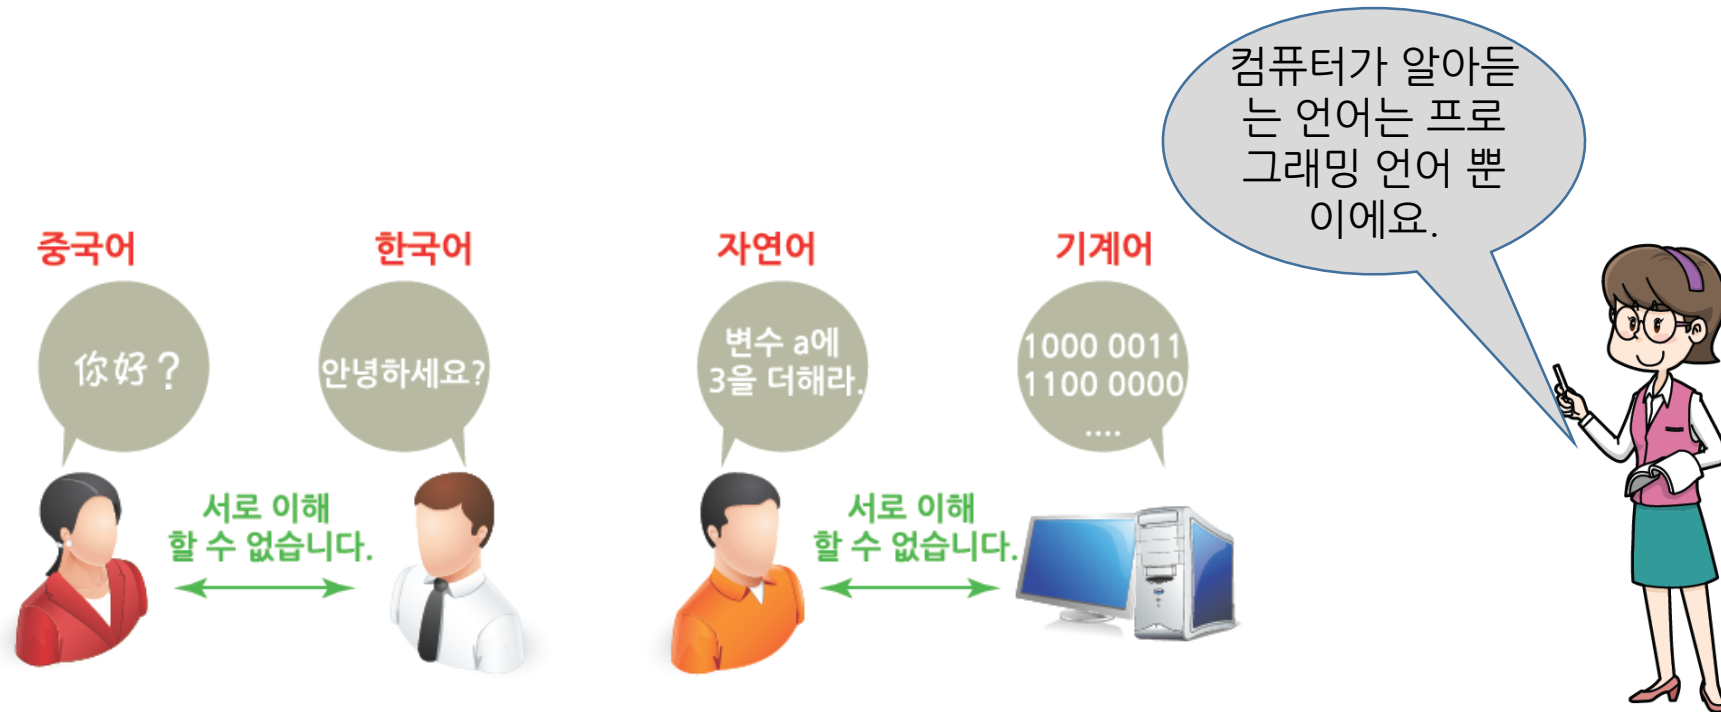 컴퓨터가 알아듣
는 언어는 프로
그래밍 언어 뿐
이에요.
중국어
한국어
자연어
기계어
你好?
안녕하세요?
변수 a에
3을 더해라.
1000 0011
1100 0000
....
서로 이해
할 수 없습니다.
서로 이해
할 수 없습니다.